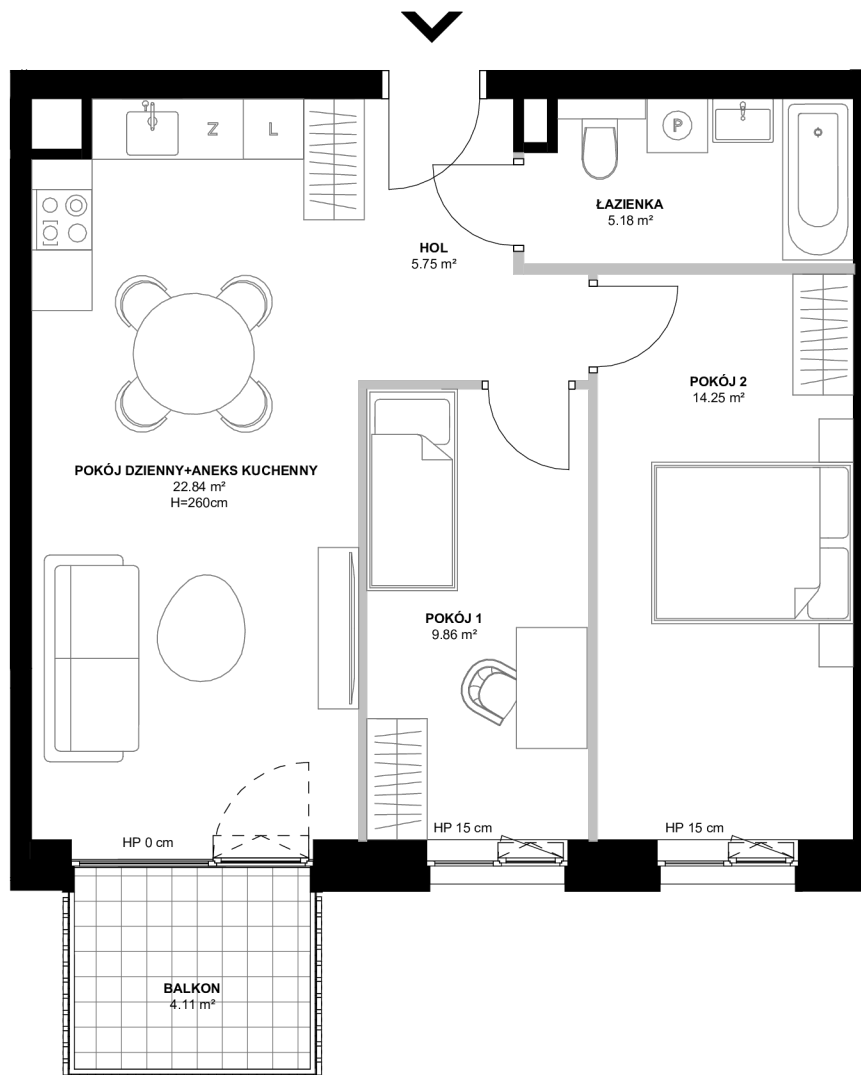 Z
L
P
ŁAZIENKA
5.18 m²
HOL
5.75 m²
POKÓJ 2
14.25 m²
POKÓJ DZIENNY+ANEKS KUCHENNY
22.84 m²
H=260cm
POKÓJ 1
9.86 m²
HP 0 cm
HP 15 cm
HP 15 cm
BALKON
4.11 m²